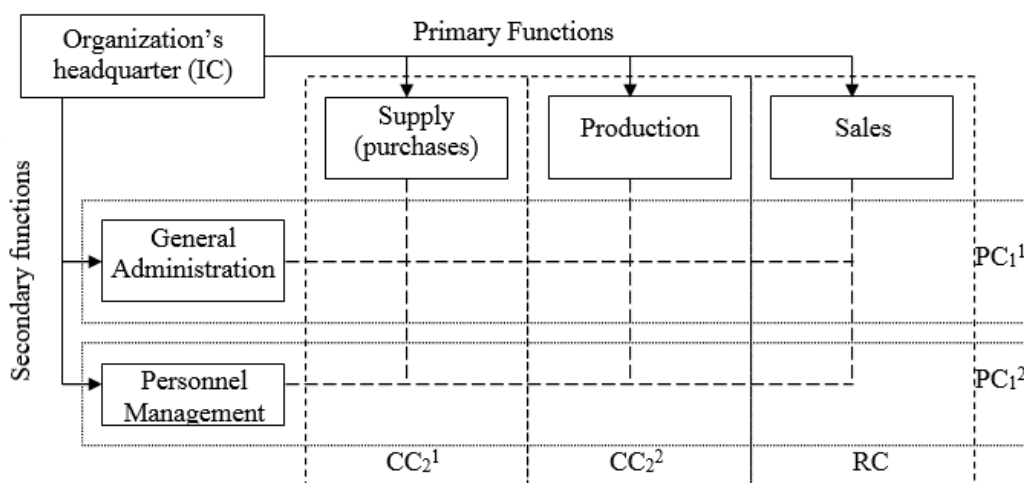 Organization’s
headquarter (IC)
Primary Functions
Supply
(purchases)
Production
Sales
Secondary functions
General
Administration
PC₁¹
Personnel
Management
PC₁²
CC₂¹
CC₂²
RC